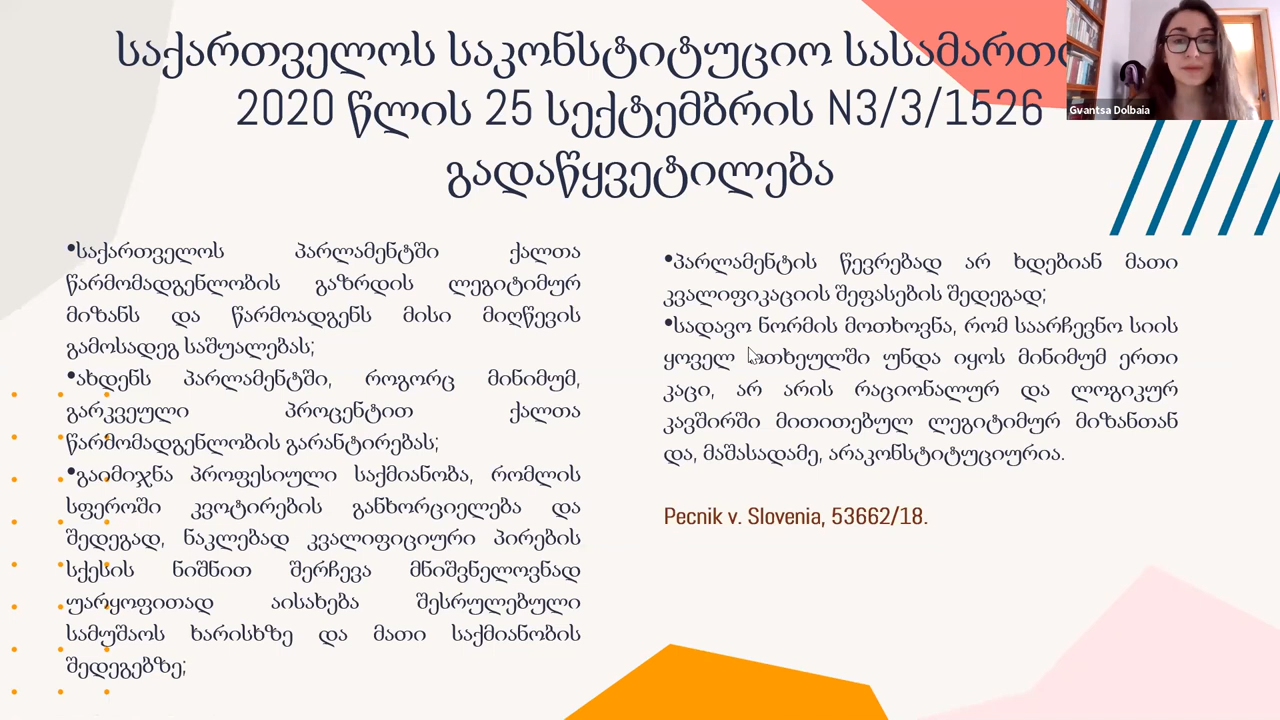 საქართველოს საკონსტიტუციო სასამართ
2020 წლის 25 სექტემბრის N3/3/1526
გადაწყვეტილება
Gvantsa Dolbaia
•საქართველოს პარლამენტში ქალთა
წარმომადგენლობის გაზრდის ლეგიტიმურ
მიზანს და წარმოადგენს მისი მიღწევის
გამოსადეგ საშუალებას;
•ახდენს პარლამენტში, როგორც მინიმუმ,
გარკვეული პროცენტით ქალთა
წარმომადგენლობის გარანტირებას;
•გაიმიჯნა პროფესიული საქმიანობა, რომლის
სფეროში კვოტირების განხორციელება და
შედეგად, ნაკლებად კვალიფიციური პირების
სქესის ნიშნით შერჩევა მნიშვნელოვნად
უარყოფითად აისახება შესრულებული
სამუშაოს ხარისხზე და მათი საქმიანობის
შედეგებზე;
•პარლამენტის წევრებად არ ხდებიან მათი
კვალიფიკაციის შეფასების შედეგად;
•სადავო ნორმის მოთხოვნა, რომ საარჩევნო სიის
ყოველ ოთხეულში უნდა იყოს მინიმუმ ერთი
კაცი, არ არის რაციონალურ და ლოგიკურ
კავშირში მითითებულ ლეგიტიმურ მიზანთან
და, მაშასადამე, არაკონსტიტუციურია.
Pecnik v. Slovenia, 53662/18.